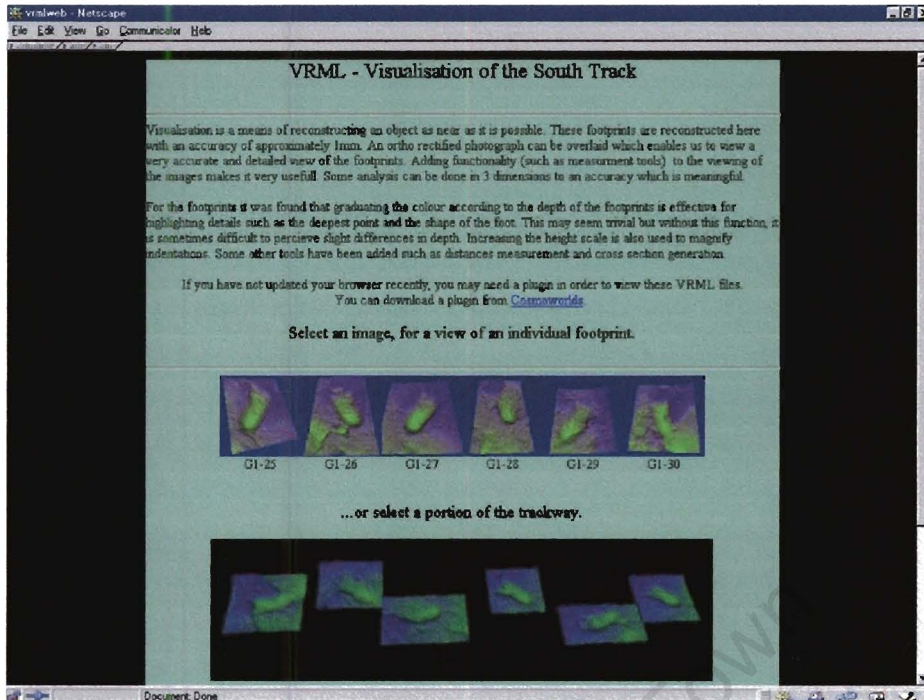 vrmlweb - Netscape
File Edit View Go Communicator Help
VRML - Visualisation of the South Track
Visualisation is a means of reconstructing an object as near as it is possible. These footprints are reconstructed here
with an accuracy of approximately 1mm. An ortho rectified photograph can be overlaid which enables us to view a
very accurate and detailed view of the footprints. Adding functionality (such as measurment tools) to the viewing of
the images makes it very usefull. Some analysis can be done in 3 dimensions to an accuracy which is meaningful.
For the footprints it was found that graduating the colour according to the depth of the footprints is effective for
highlighting details such as the deepest point and the shape of the foot. This may seem trivial but without this function, it
is sometimes difficult to percieve slight differences in depth. Increasing the height scale is also used to magnify
indentations. Some other tools have been added such as distances measurement and cross section generation.
If you have not updated your browser recently, you may need a plugin in order to view these VRML files.
You can download a plugin from Cosmoworlds.
Select an image, for a view of an individual footprint.
G1-25 G1-26 G1-27 G1-28 G1-29 G1-30
...or select a portion of the trackway.
Town
Document: Done